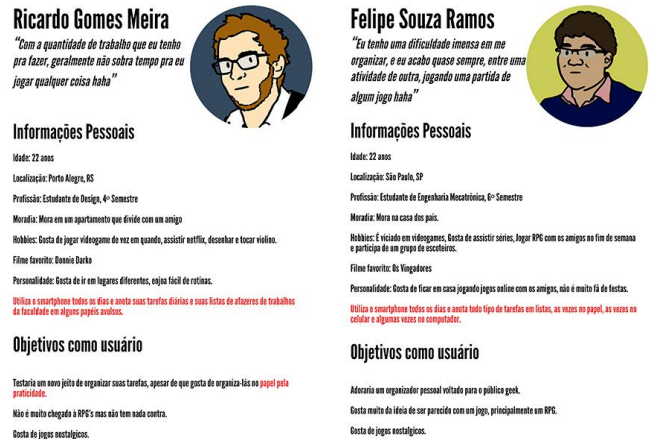 Ricardo Gomes Meira
"Com a quantidade de trabalho que eu tenho
pra fazer, geralmente não sobra tempo pra eu
jogar qualquer coisa haha"
Informações Pessoais
Idade: 22 anos
Localização: Porto Alegre, RS
Profissão: Estudante de Design, 4º Semestre
Moradia: Mora em um apartamento que divide com um amigo
Hobbies: Gosta de jogar videogame de vez em quando, assistir netflix, desenhar e tocar violino.
Filme favorito: Donnie Darko
Personalidade: Gosta de ir em lugares diferentes, enjoa fácil de rotinas.
Utiliza o smartphone todos os dias e anota suas tarefas diárias e suas listas de afazeres de trabalhos
da faculdade em alguns papéis avulsos.
Objetivos como usuário
Testaria um novo jeito de organizar suas tarefas, apesar de que gosta de organiza-lás no papel pela
praticidade.
Não é muito chegado à RPG's mas não tem nada contra.
Gosta de jogos nostalgicos.
Felipe Souza Ramos
"Eu tenho uma dificuldade imensa em me
organizar, e eu acabo quase sempre, entre uma
atividade de outra, jogando uma partida de
algum jogo haha"
Informações Pessoais
Idade: 22 anos
Localização: São Paulo, SP
Profissão: Estudante de Engenharia Mecatrônica, 6º Semestre
Moradia: Mora na casa dos pais.
Hobbies: É viciado em videogames, Gosta de assistir séries, Jogar RPG com os amigos no fim de semana
e participa de um grupo de escoteiros.
Filme favorito: Os Vingadores
Personalidade: Gosta de ficar em casa jogando jogos online com os amigos, não é muito fã de festas.
Utiliza o smartphone todos os dias e anota todo tipo de tarefas em listas, as vezes no papel, as vezes no
celular e algumas vezes no computador.
Objetivos como usuário
Adoraria um organizador pessoal voltado para o público geek.
Gosta muito da ideia de ser parecido com um jogo, principalmente um RPG.
Gosta de jogos nostalgicos.